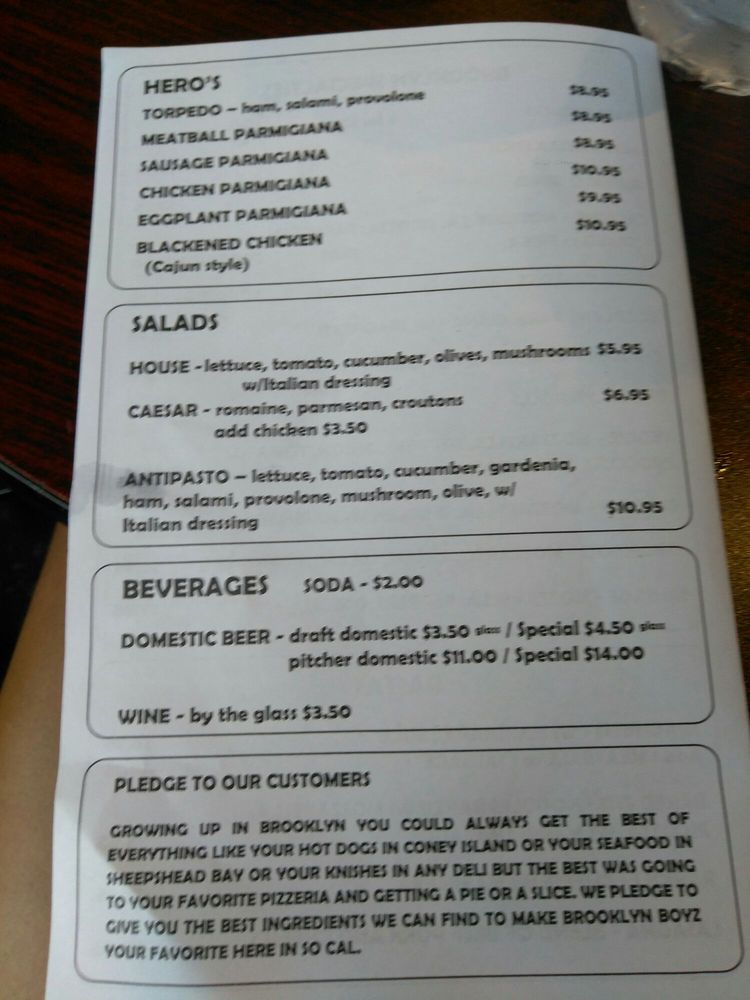 HERO'S
TORPEDO – ham, salami, provolone $8.95
MEATBALL PARMIGIANA $8.95
SAUSAGE PARMIGIANA $8.95
CHICKEN PARMIGIANA $10.95
EGGPLANT PARMIGIANA $9.95
BLACKENED CHICKEN $10.95
(Cajun style)
SALADS
HOUSE - lettuce, tomato, cucumber, olives, mushrooms $5.95
w/Italian dressing
CAESAR - romaine, parmesan, croutons $6.95
add chicken $3.50
ANTIPASTO – lettuce, tomato, cucumber, gardenia,
ham, salami, provolone, mushroom, olive, w/
Italian dressing $10.95
BEVERAGES SODA - $2.00
DOMESTIC BEER - draft domestic $3.50 glass / Special $4.50 glass
pitcher domestic $11.00 / Special $14.00
WINE - by the glass $3.50
PLEDGE TO OUR CUSTOMERS
GROWING UP IN BROOKLYN YOU COULD ALWAYS GET THE BEST OF
EVERYTHING LIKE YOUR HOT DOGS IN CONEY ISLAND OR YOUR SEAFOOD IN
SHEEPSHEAD BAY OR YOUR KNISHES IN ANY DELI BUT THE BEST WAS GOING
TO YOUR FAVORITE PIZZERIA AND GETTING A PIE OR A SLICE. WE PLEDGE TO
GIVE YOU THE BEST INGREDIENTS WE CAN FIND TO MAKE BROOKLYN BOYZ
YOUR FAVORITE HERE IN SO CAL.